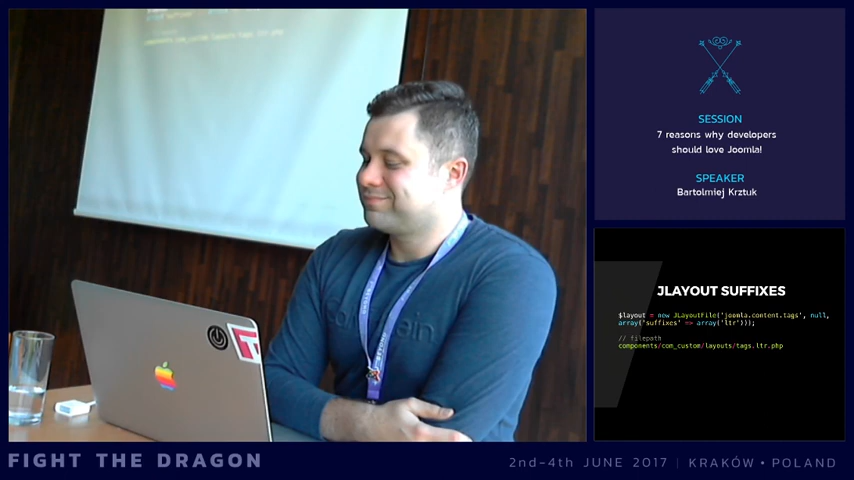 SESSION
7 reasons why developers
should love Joomla!
SPEAKER
Bartolmiej Krztuk
JLAYOUT SUFFIXES
$layout = new JLayoutFile('joomla.content.tags', null,
array('suffixes' => array('ltr')));
// filepath
components/com_custom/layouts/tags.ltr.php
FIGHT THE DRAGON
2nd-4th JUNE 2017 | KRAKÓW • POLAND